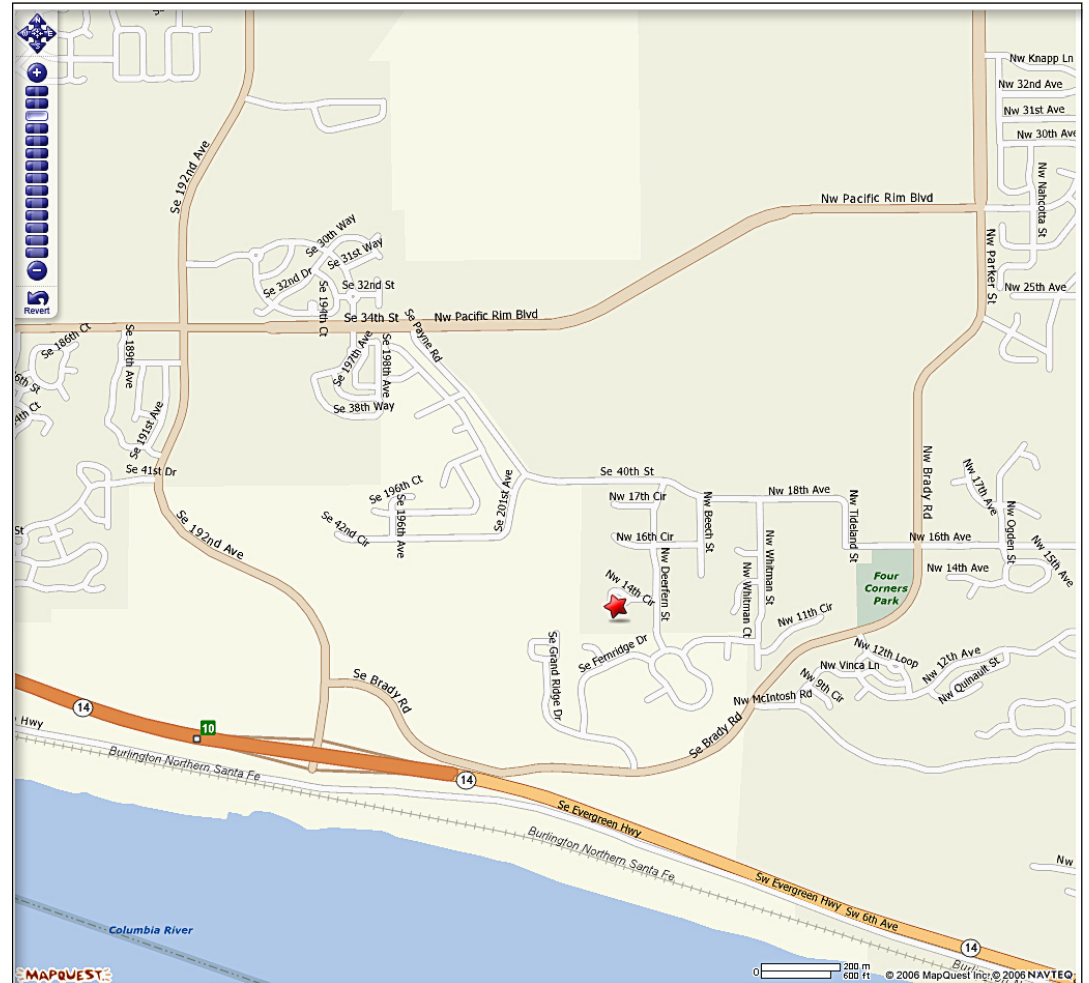 N
E
S
Revert
Se 192nd Ave
Nw Knapp Ln
Nw 32nd Ave
Nw 31st Ave
Nw 30th Ave
Nw Nahcotta St
Nw Pacific Rim Blvd
Nw Parker St
Nw 25th Ave
Se 30th Way
Se 31st Way
Se 32nd Dr
Se 32nd St
Se 194th Ct
Se 34th St
Nw Pacific Rim Blvd
Se Payne Rd
Se 186th Ct
Se 189th Ave
Se 197th Ave
Se 198th Ave
6th St
4th Ct
Se 191st Ave
Se 38th Way
Se 41st Dr
Se 40th St
Se 196th Ct
Se 196th Ave
Se 201st Ave
Se 42nd Cir
St
Se 192nd Ave
Nw 17th Cir
Nw 18th Ave
Nw Beech St
Nw Tideland St
Nw Brady Rd
Nw 17th Ave
Nw Ogden St
Nw 16th Cir
Nw 16th Ave
Nw 15th Ave
Nw Whitman St
Nw Whitman Ct
Nw Deerfern St
Nw 14th Cir
Nw 14th Ave
Four
Corners
Park
Nw 11th Cir
Se Grand Ridge Dr
Se Fernridge Dr
Nw 12th Loop
Nw 12th Ave
Nw Vinca Ln
Nw Quinault St
Nw 9th Cir
Nw McIntosh Rd
Se Brady Rd
Se Brady Rd
14
10
Hwy
Burlington Northern Santa Fe
14
Se Evergreen Hwy
Burlington Northern Santa Fe
Nw
Sw Evergreen Hwy
Sw 6th Ave
14
Columbia River
MAPQUEST
0
200 m
600 ft
© 2006 MapQuest Inc.;© 2006 NAVTEQ